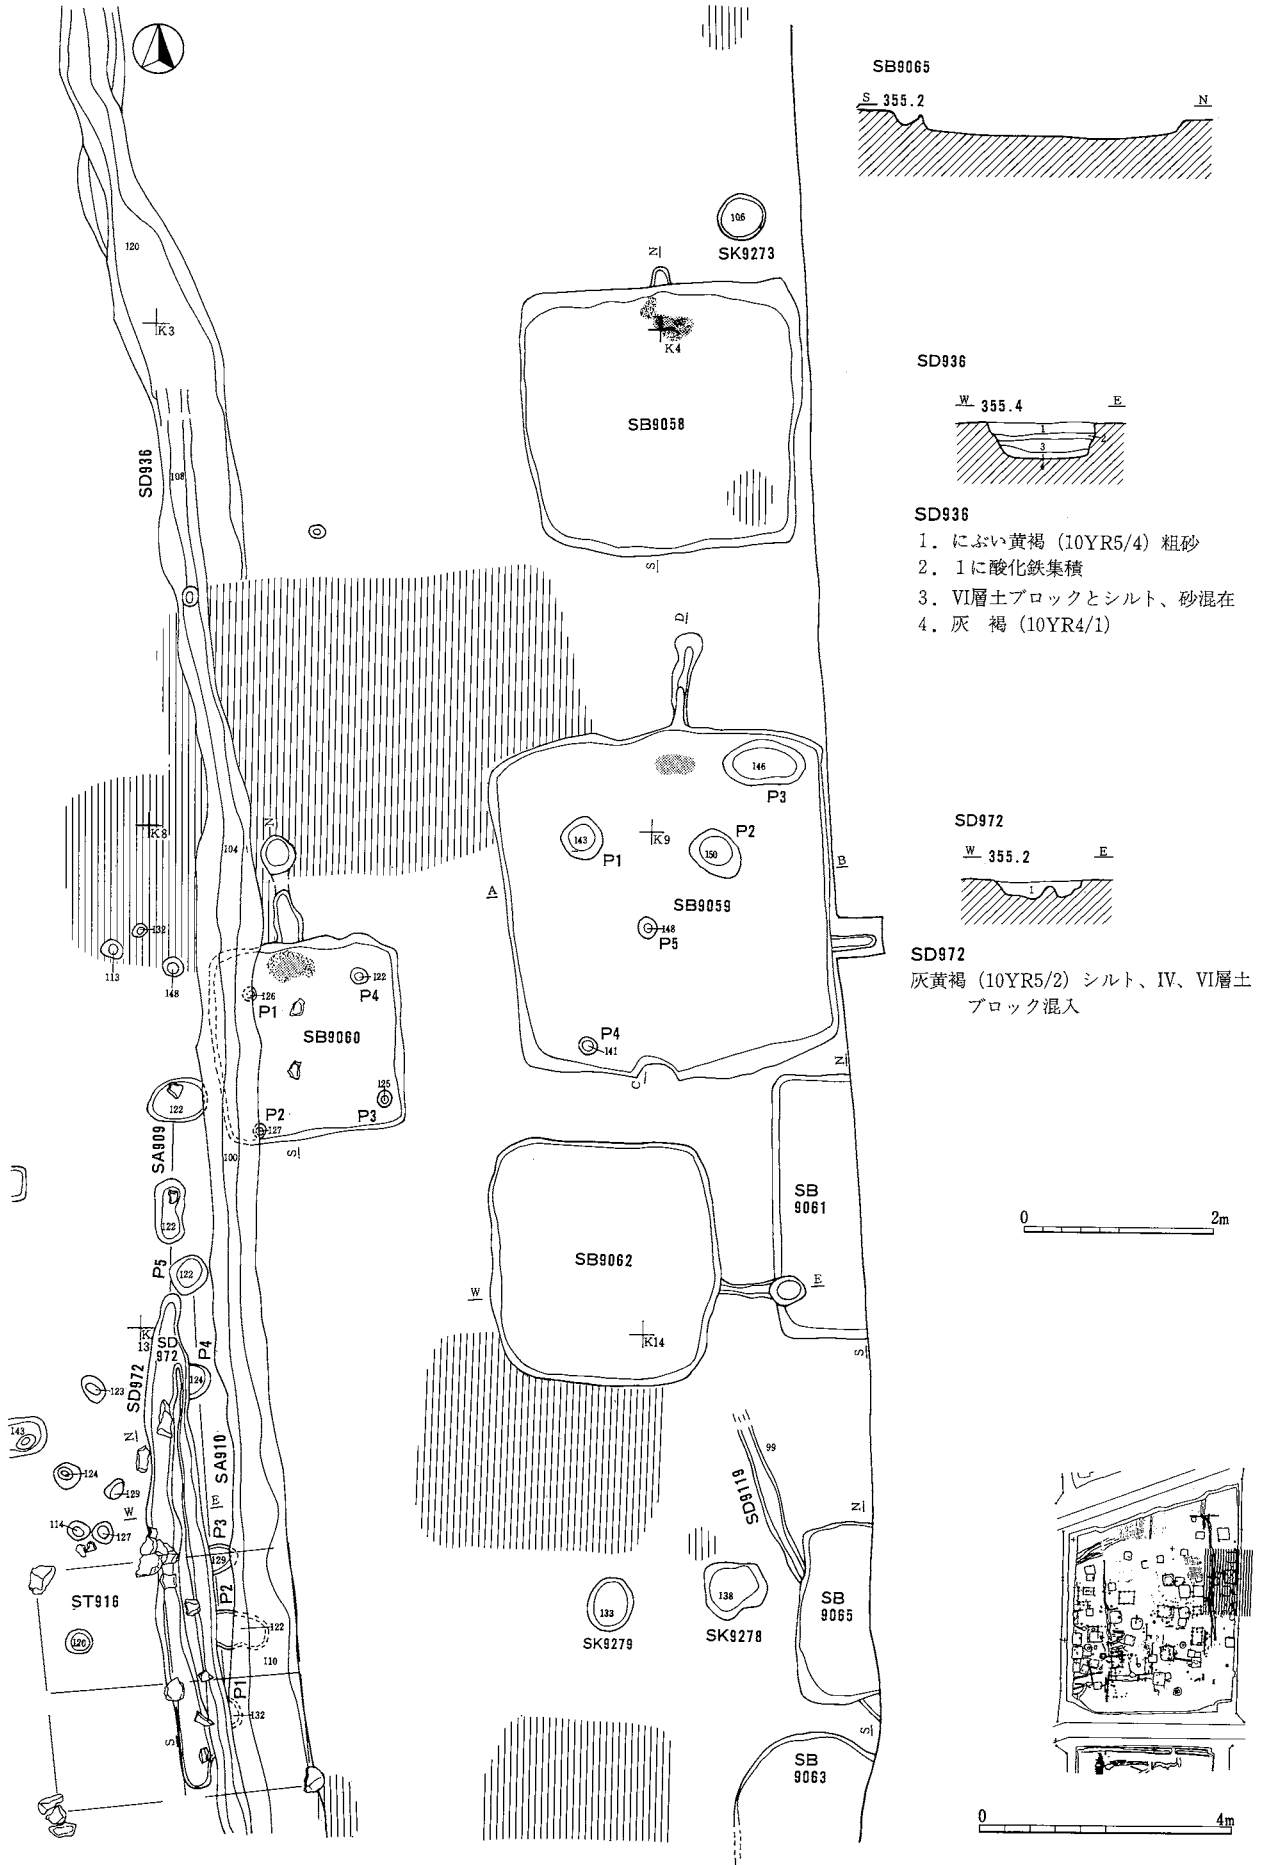 SB9065
S 355.2 N
106
SK9273
N
120
K3
K4
SD936
W 355.4 E
1
2
3
4
SB9058
SD936
108
S
SD936
1. にぶい黄褐 (10YR5/4) 粗砂
2. 1に酸化鉄集積
3. VI層土ブロックとシルト、砂混在
4. 灰 褐 (10YR4/1)
D
146
P3
K8
N
104
143
P1
K9
150
P2
A
B
SB9059
148
P5
SD972
W 355.2 E
1
SD972
灰黄褐 (10YR5/2) シルト、IV、VI層土
ブロック混入
132
113
148
126
P1
122
P4
SB9060
P4
141
C
N
122
125
P3
P2
127
S
100
SA909
122
SB
9061
0 2m
P5
122
SB9062
W
E
K14
S
K
13
SD
972
P4
124
SD972
123
N
143
124
129
W
SA910
E
P3
114
127
129
99
SD9119
N
ST916
120
P2
122
110
133
SK9279
138
SK9278
SB
9065
P1
132
S
S
SB
9063
0 4m